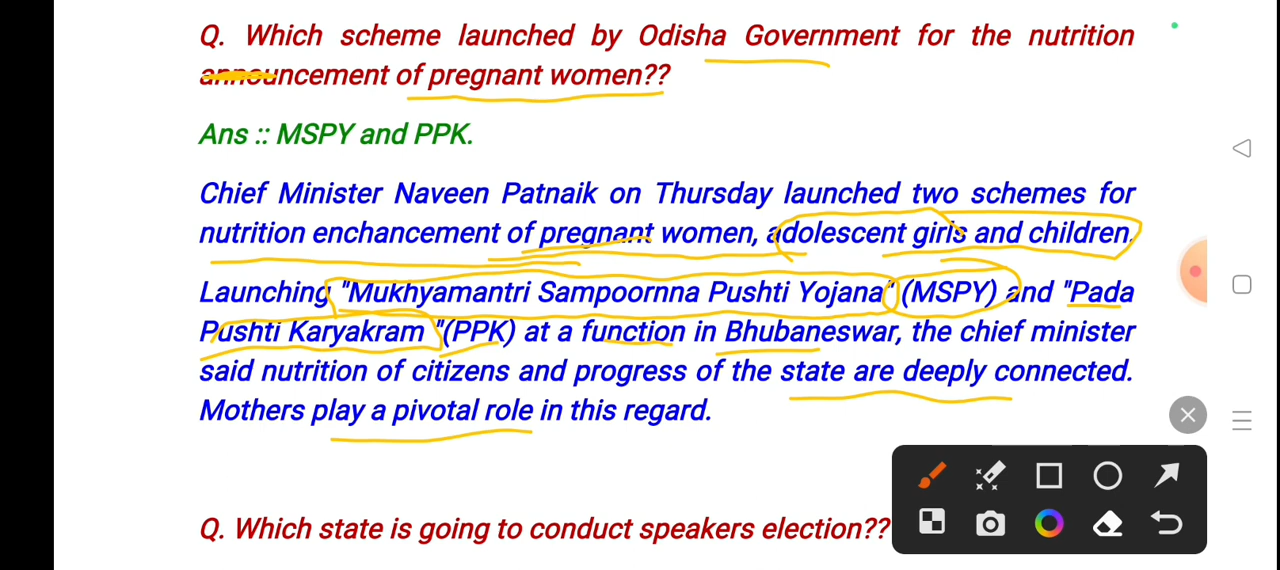 Q. Which scheme launched by Odisha Government for the nutrition
announcement of pregnant women??
Ans :: MSPY and PPK.
Chief Minister Naveen Patnaik on Thursday launched two schemes for
nutrition enchancement of pregnant women, adolescent girls and children.
Launching "Mukhyamantri Sampoornna Pushti Yojana" (MSPY) and "Pada
Pushti Karyakram "(PPK) at a function in Bhubaneswar, the chief minister
said nutrition of citizens and progress of the state are deeply connected.
Mothers play a pivotal role in this regard.
Q. Which state is going to conduct speakers election??